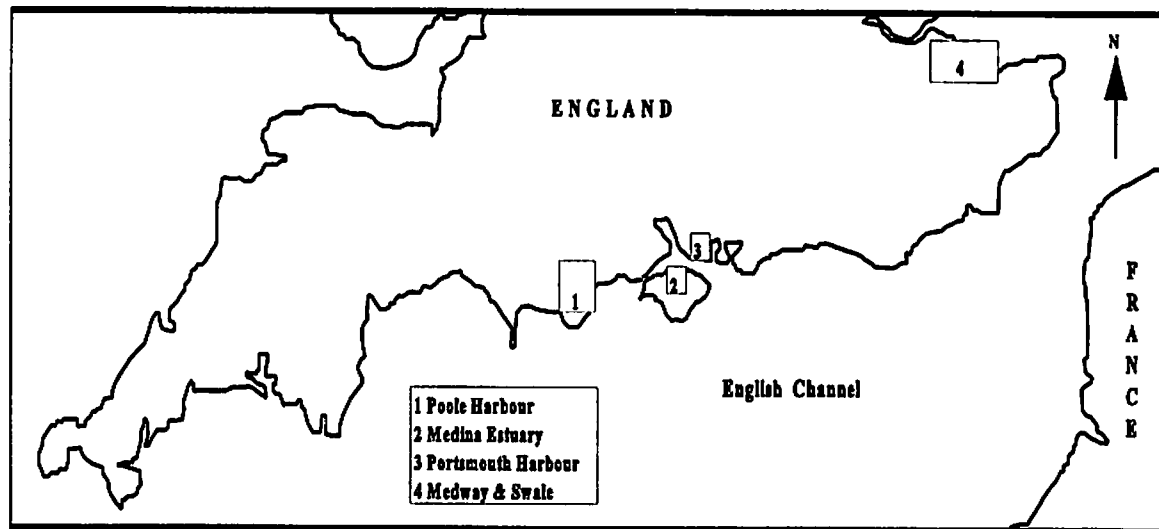 N
4
ENGLAND
3
2
1
FRANCE
English Channel
1 Poole Harbour
2 Medina Estuary
3 Portsmouth Harbour
4 Medway & Swale